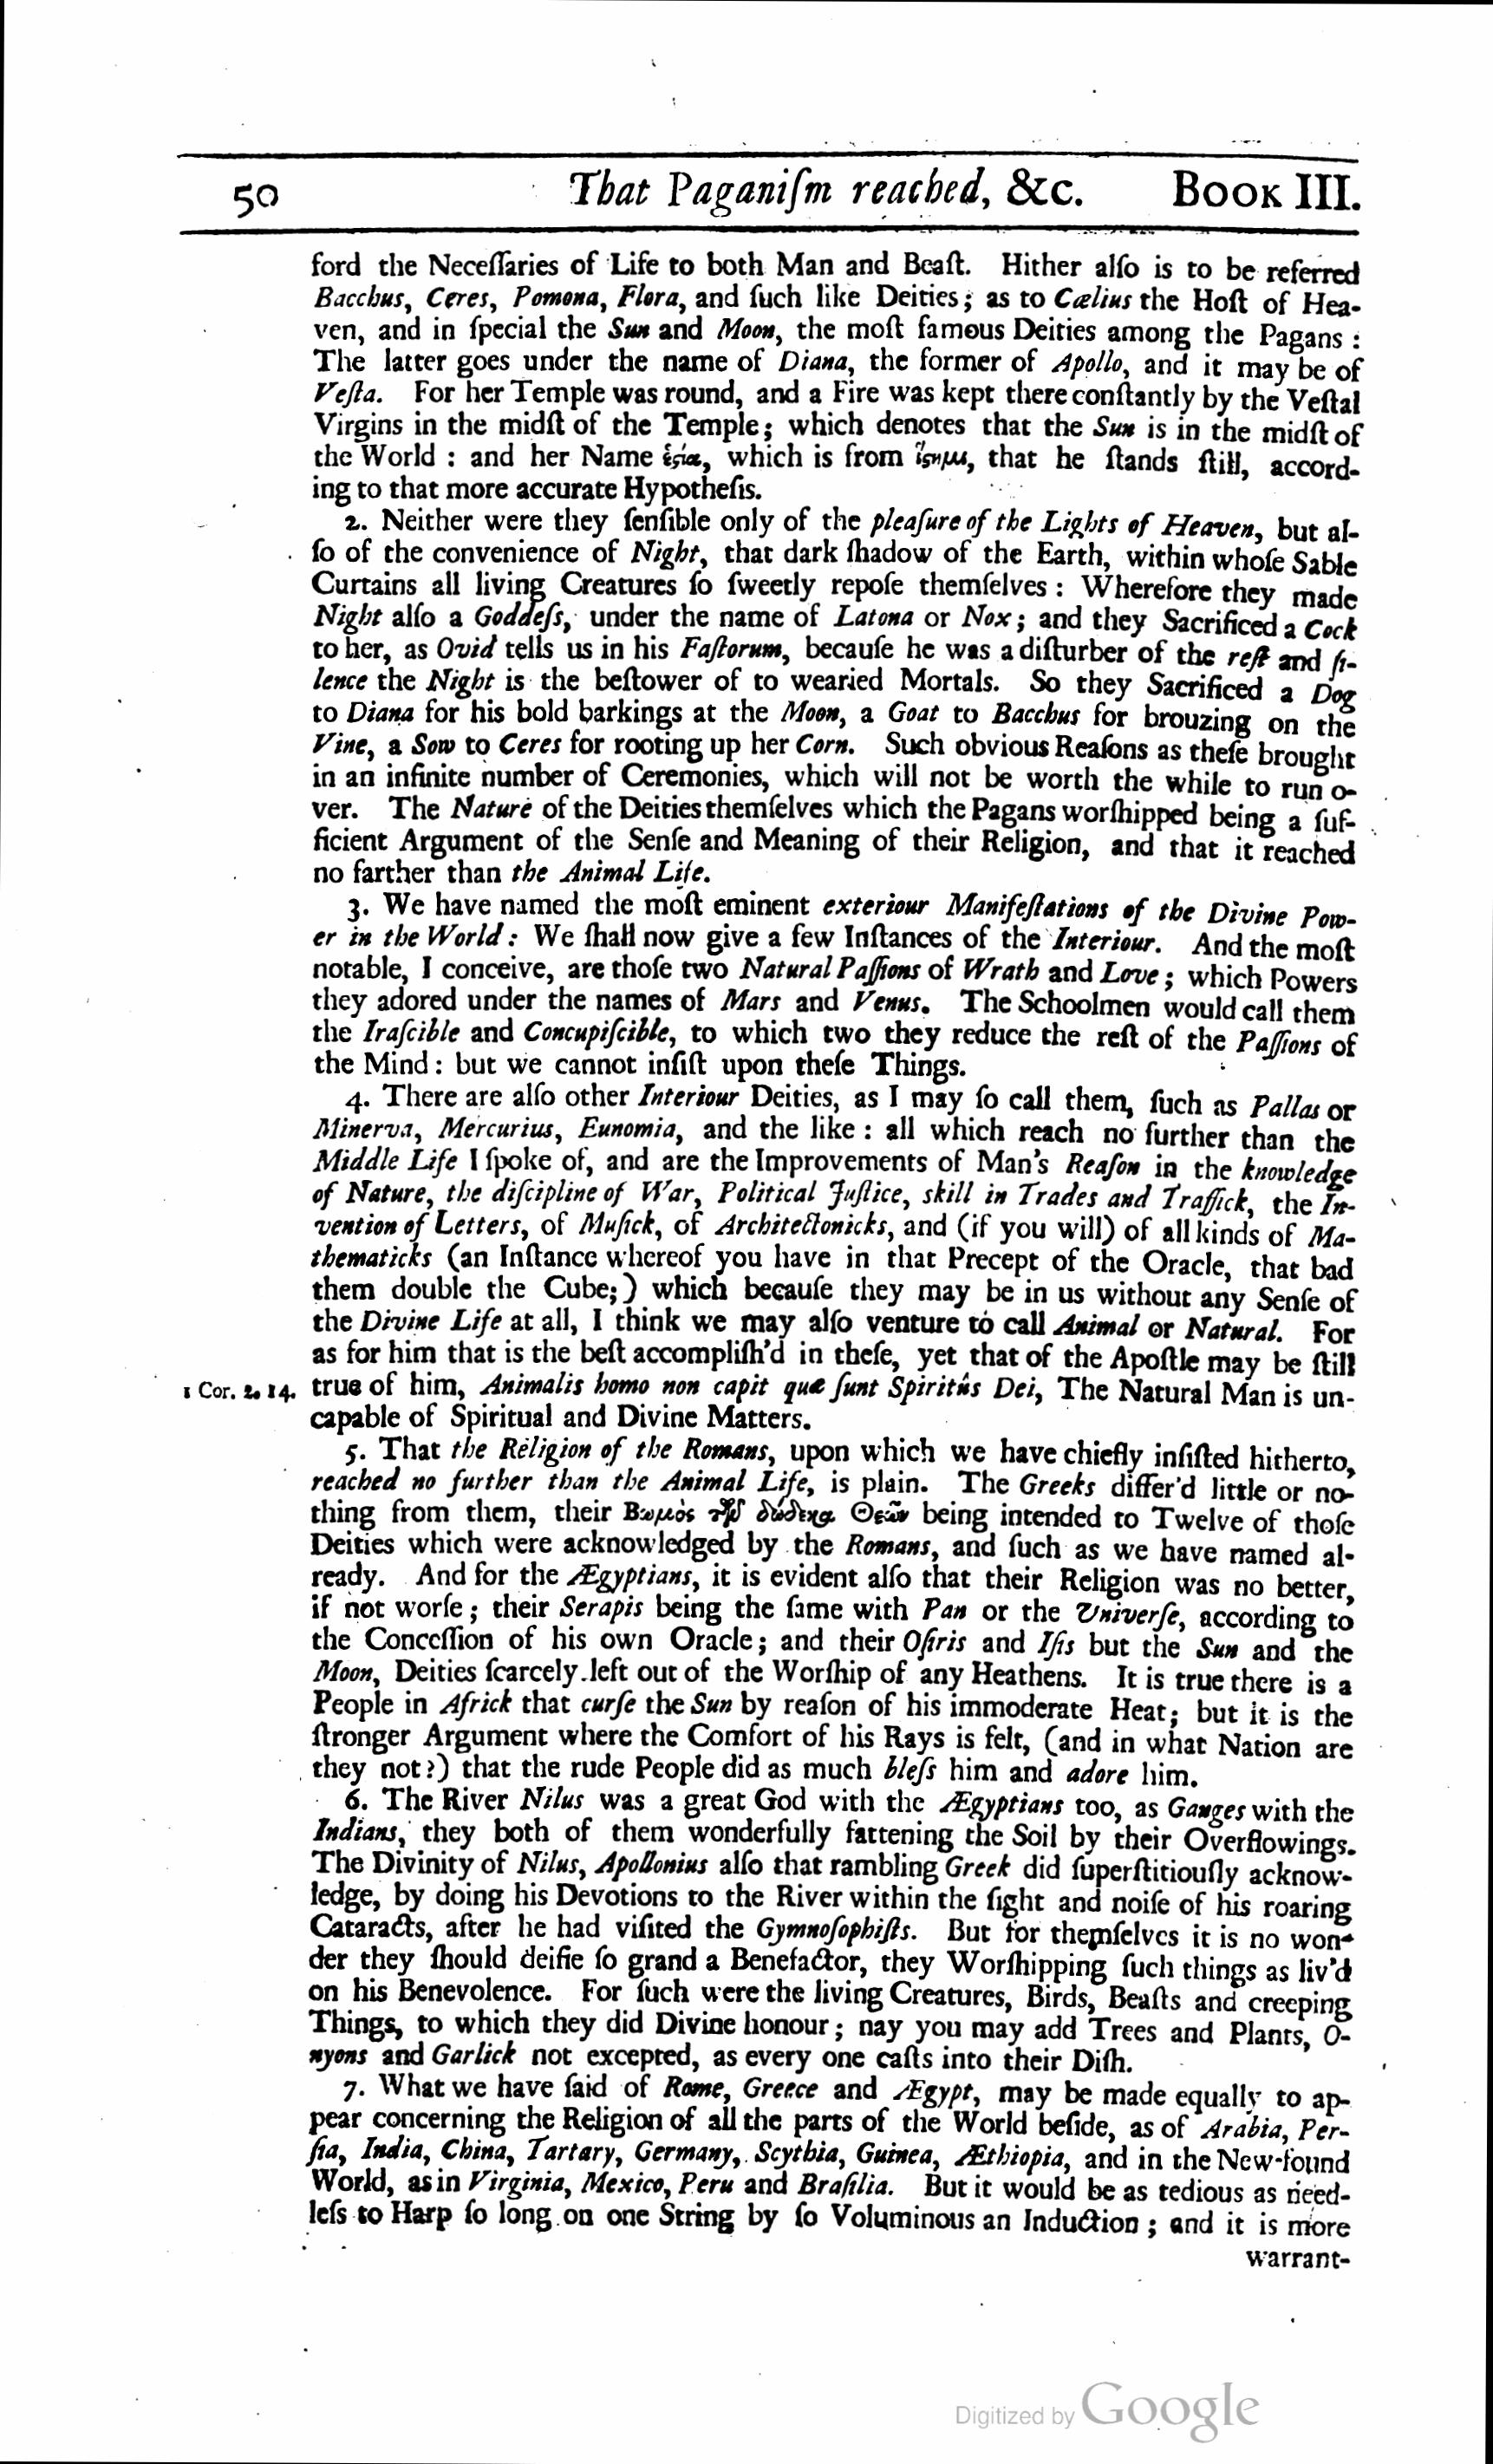 50 That Paganiſm reached, &c. BOOK III.
ford the Neceſſaries of Life to both Man and Beaſt. Hither alſo is to be referred
Bacchus, Ceres, Pomona, Flora, and ſuch like Deities; as to Cælius the Hoſt of Hea-
ven, and in ſpecial the Sun and Moon, the moſt famous Deities among the Pagans :
The latter goes under the name of Diana, the former of Apollo, and it may be of
Veſta. For her Temple was round, and a Fire was kept there conſtantly by the Veſtal
Virgins in the midſt of the Temple; which denotes that the Sun is in the midſt of
the World : and her Name ἑϛία, which is from ἵϛημι, that he ſtands ſtill, accord-
ing to that more accurate Hypotheſis.
2. Neither were they ſenſible only of the pleaſure of the Lights of Heaven, but al-
ſo of the convenience of Night, that dark ſhadow of the Earth, within whoſe Sable
Curtains all living Creatures ſo ſweetly repoſe themſelves : Wherefore they made
Night alſo a Goddeſs, under the name of Latona or Nox; and they Sacrificed a Cock
to her, as Ovid tells us in his Faſtorum, becauſe he was a diſturber of the reſt and ſi-
lence the Night is the beſtower of to wearied Mortals. So they Sacrificed a Dog
to Diana for his bold barkings at the Moon, a Goat to Bacchus for brouzing on the
Vine, a Sow to Ceres for rooting up her Corn. Such obvious Reaſons as theſe brought
in an infinite number of Ceremonies, which will not be worth the while to run o-
ver. The Nature of the Deities themſelves which the Pagans worſhipped being a ſuf-
ficient Argument of the Senſe and Meaning of their Religion, and that it reached
no farther than the Animal Life.
3. We have named the moſt eminent exteriour Manifeſtations of the Divine Pow-
er in the World: We ſhall now give a few Inſtances of the Interiour. And the moſt
notable, I conceive, are thoſe two Natural Paſſions of Wrath and Love; which Powers
they adored under the names of Mars and Venus. The Schoolmen would call them
the Iraſcible and Concupiſcible, to which two they reduce the reſt of the Paſſions of
the Mind: but we cannot inſiſt upon theſe Things.
4. There are alſo other Interiour Deities, as I may ſo call them, ſuch as Pallas or
Minerva, Mercurius, Eunomia, and the like : all which reach no further than the
Middle Life I ſpoke of, and are the Improvements of Man's Reaſon in the knowledge
of Nature, the diſcipline of War, Political Juſtice, skill in Trades and Traffick, the In-
vention of Letters, of Muſick, of Architectonicks, and (if you will) of all kinds of Ma-
thematicks (an Inſtance whereof you have in that Precept of the Oracle, that bad
them double the Cube;) which becauſe they may be in us without any Senſe of
the Divine Life at all, I think we may alſo venture to call Animal or Natural. For
as for him that is the beſt accompliſh'd in theſe, yet that of the Apoſtle may be ſtill
1 Cor. 2. 14. true of him, Animalis homo non capit quæ ſunt Spiritûs Dei, The Natural Man is un-
capable of Spiritual and Divine Matters.
5. That the Religion of the Romans, upon which we have chiefly inſiſted hitherto,
reached no further than the Animal Life, is plain. The Greeks differ'd little or no-
thing from them, their Βωμὸς τῶν δώδεκα Θεῶν being intended to Twelve of thoſe
Deities which were acknowledged by the Romans, and ſuch as we have named al-
ready. And for the Ægyptians, it is evident alſo that their Religion was no better,
if not worſe; their Serapis being the ſame with Pan or the Univerſe, according to
the Conceſſion of his own Oracle; and their Oſiris and Iſis but the Sun and the
Moon, Deities ſcarcely left out of the Worſhip of any Heathens. It is true there is a
People in Africk that curſe the Sun by reaſon of his immoderate Heat; but it is the
ſtronger Argument where the Comfort of his Rays is felt, (and in what Nation are
they not?) that the rude People did as much bleſs him and adore him.
6. The River Nilus was a great God with the Ægyptians too, as Ganges with the
Indians, they both of them wonderfully fattening the Soil by their Overflowings.
The Divinity of Nilus, Apollonius alſo that rambling Greek did ſuperſtitiouſly acknow-
ledge, by doing his Devotions to the River within the ſight and noiſe of his roaring
Cataracts, after he had viſited the Gymnoſophiſts. But for themſelves it is no won-
der they ſhould deifie ſo grand a Benefactor, they Worſhipping ſuch things as liv'd
on his Benevolence. For ſuch were the living Creatures, Birds, Beaſts and creeping
Things, to which they did Divine honour; nay you may add Trees and Plants, O-
nyons and Garlick not excepted, as every one caſts into their Diſh.
7. What we have ſaid of Rome, Greece and Ægypt, may be made equally to ap-
pear concerning the Religion of all the parts of the World beſide, as of Arabia, Per-
ſia, India, China, Tartary, Germany, Scythia, Guinea, Æthiopia, and in the New-found
World, as in Virginia, Mexico, Peru and Braſilia. But it would be as tedious as need-
leſs to Harp ſo long on one String by ſo Voluminous an Induction ; and it is more
warrant-
Digitized by Google